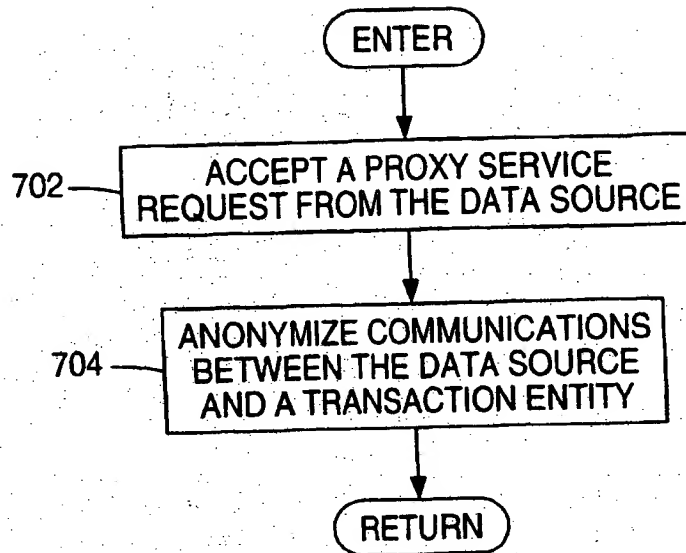 ENTER
702
ACCEPT A PROXY SERVICE
REQUEST FROM THE DATA SOURCE
704
ANONYMIZE COMMUNICATIONS
BETWEEN THE DATA SOURCE
AND A TRANSACTION ENTITY
RETURN